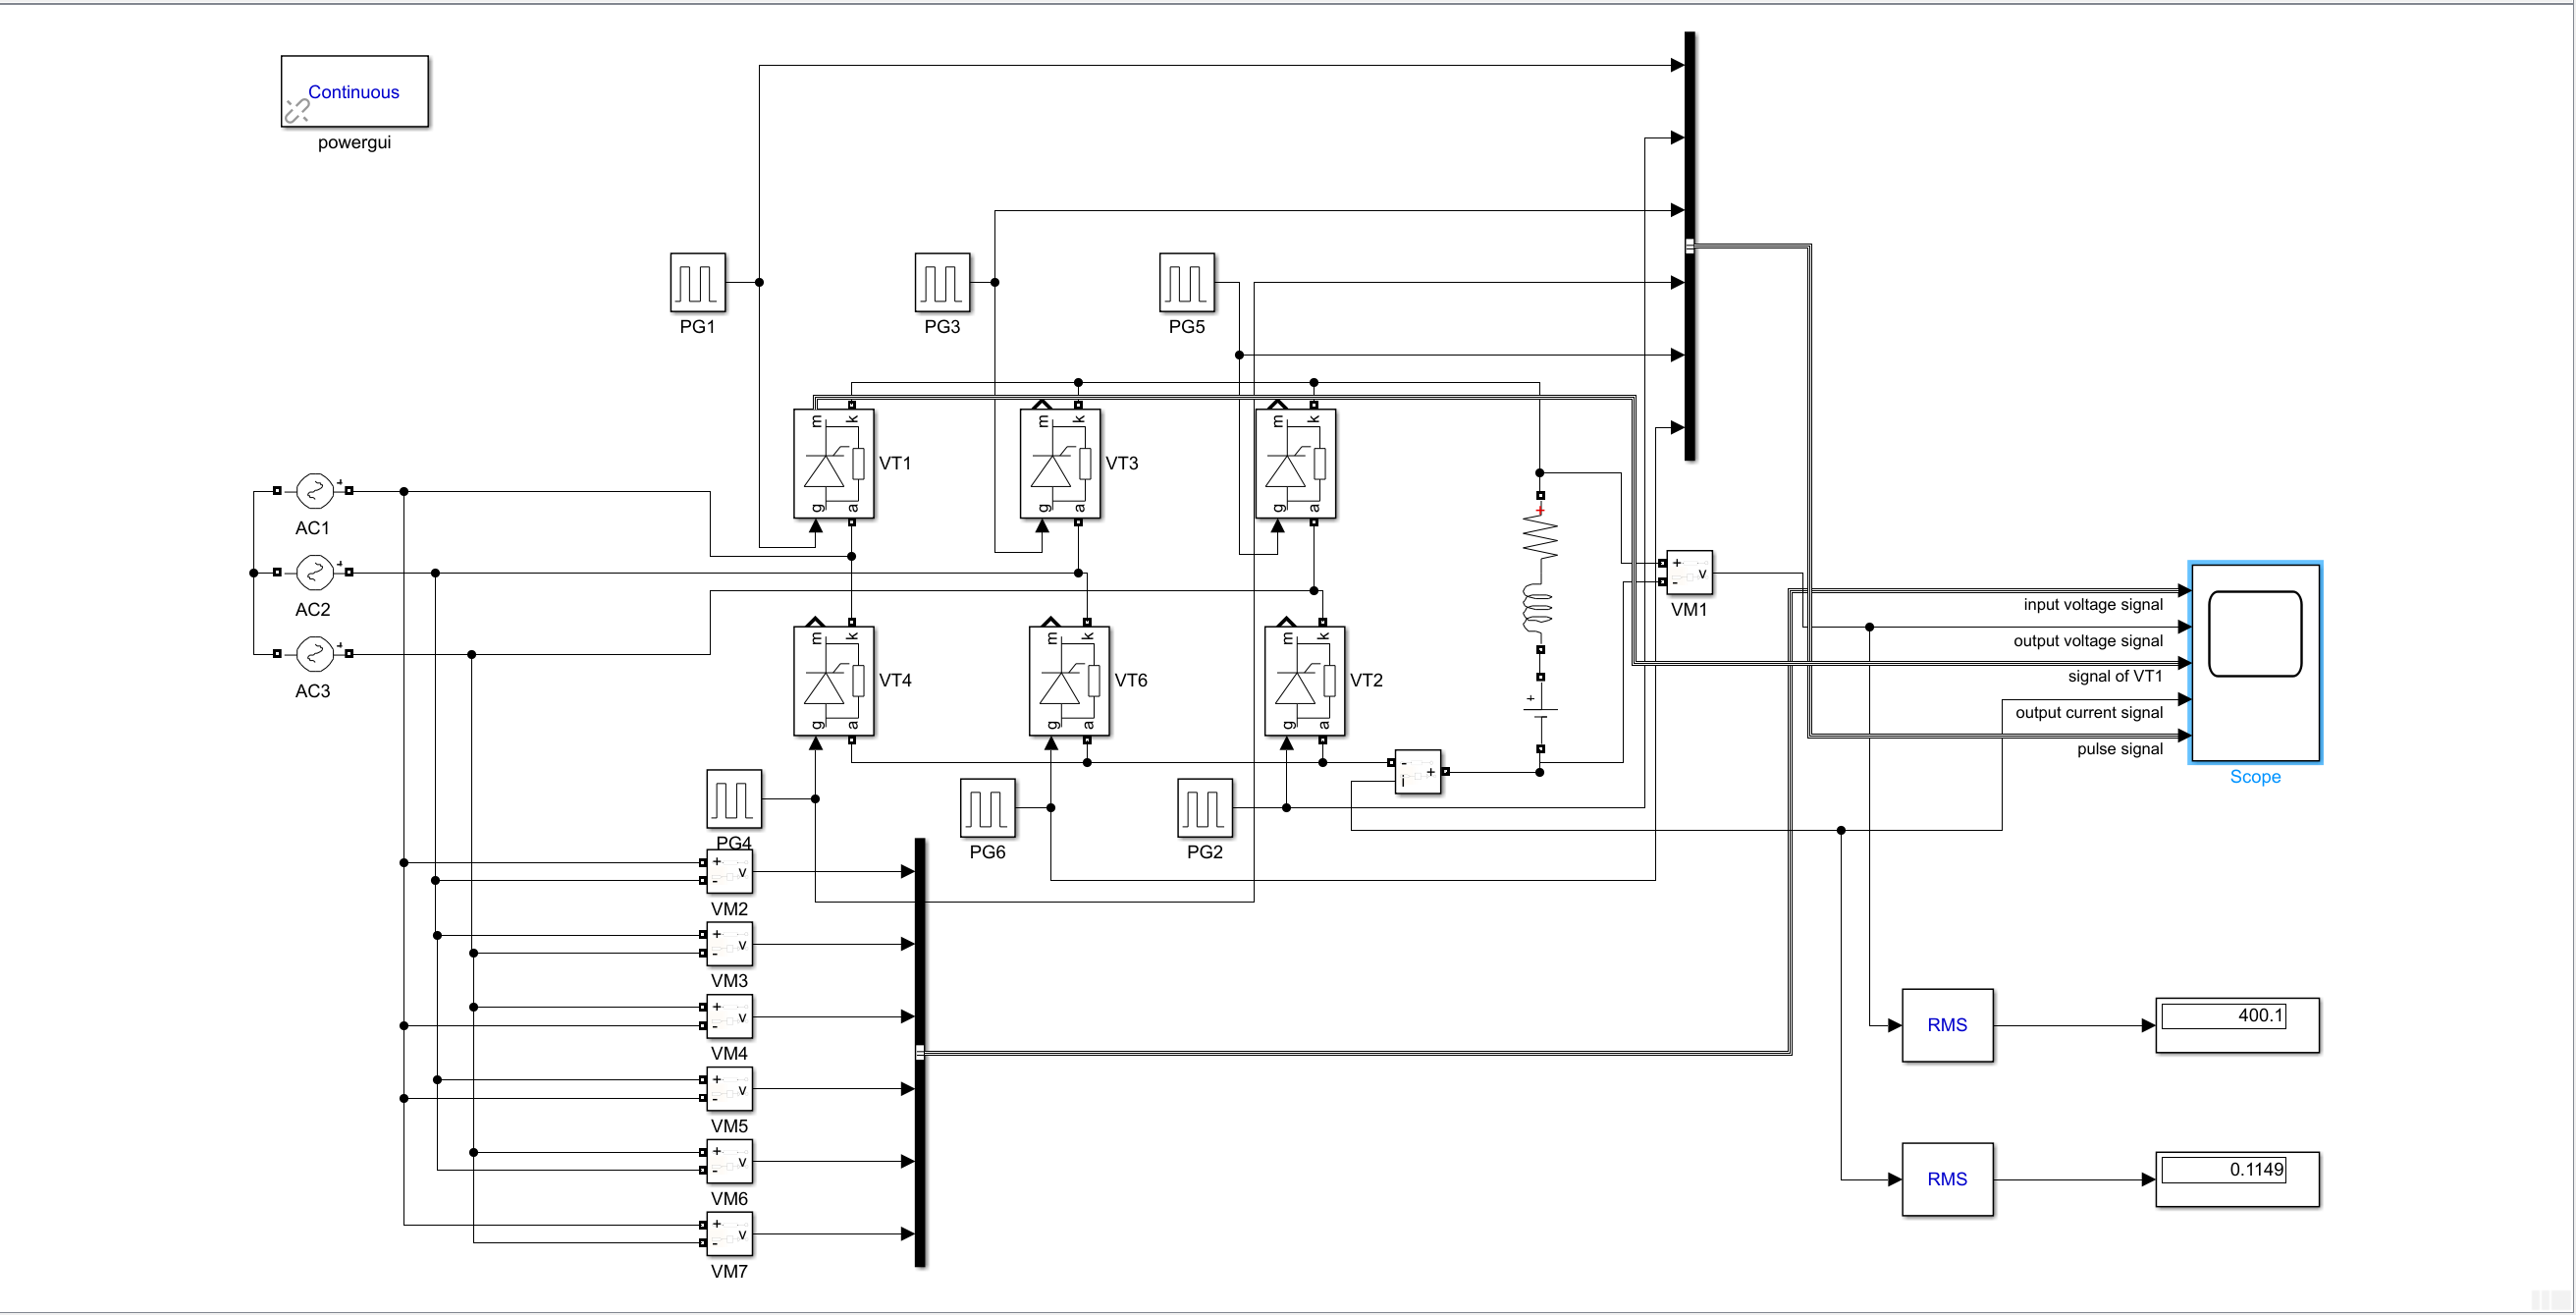 Continuous
powergui
PG1
PG3
PG5
m
k
m
k
m
k
VT1
VT3
g
a
g
a
g
a
+
AC1
+
AC2
+
AC3
+
+
-
v
VM1
m
k
m
k
m
k
VT4
VT6
VT2
g
a
g
a
g
a
+
-
+
i
input voltage signal
output voltage signal
signal of VT1
output current signal
pulse signal
Scope
PG4
PG6
PG2
+
-
v
VM2
+
-
v
VM3
+
-
v
VM4
+
-
v
VM5
+
-
v
VM6
+
-
v
VM7
RMS
400.1
RMS
0.1149